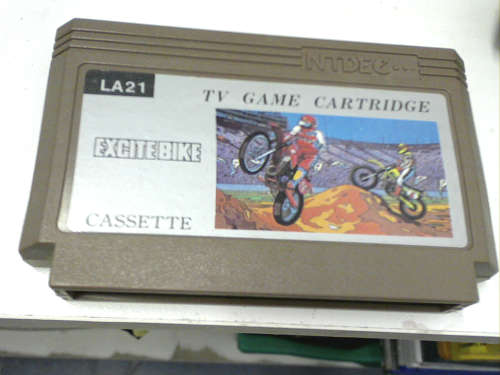 NTDEC
LA21
TV GAME CARTRIDGE
EXCITEBIKE
CASSETTE